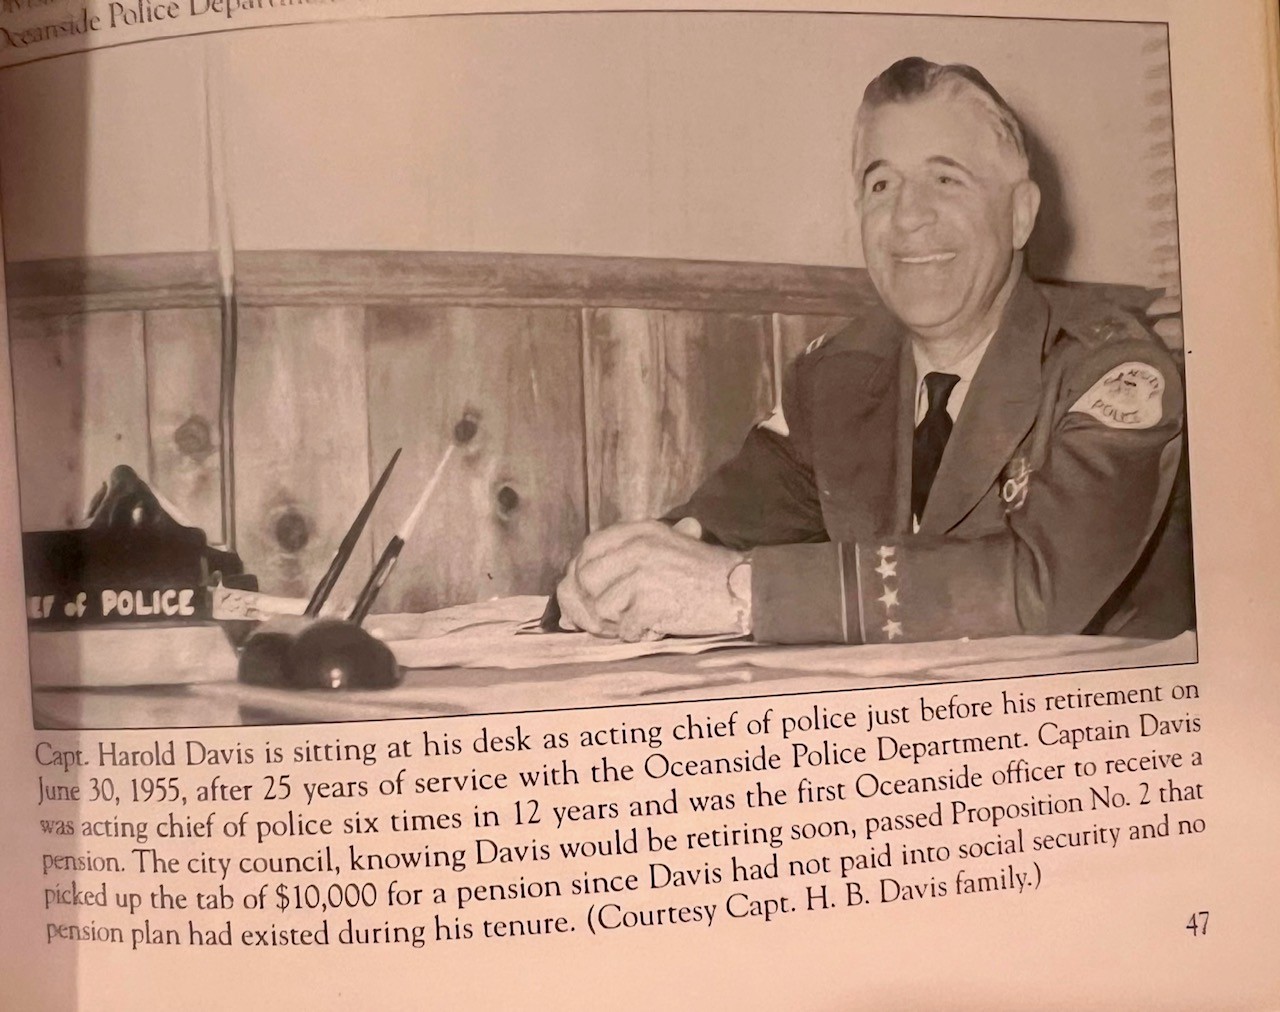 Oceanside Police
EF of POLICE
POLICE
Capt. Harold Davis is sitting at his desk as acting chief of police just before his retirement on
June 30, 1955, after 25 years of service with the Oceanside Police Department. Captain Davis
was acting chief of police six times in 12 years and was the first Oceanside officer to receive a
pension. The city council, knowing Davis would be retiring soon, passed Proposition No. 2 that
picked up the tab of $10,000 for a pension since Davis had not paid into social security and no
pension plan had existed during his tenure. (Courtesy Capt. H. B. Davis family.)
47